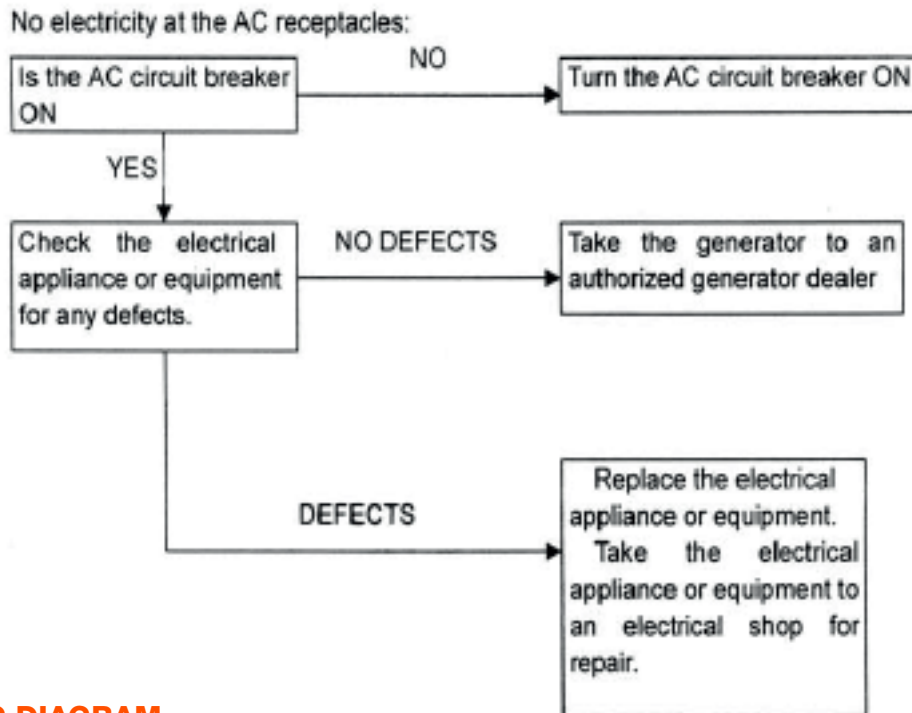 No electricity at the AC receptacles:
Is the AC circuit breaker
ON
NO
Turn the AC circuit breaker ON
YES
Check the electrical
appliance or equipment
for any defects.
NO DEFECTS
Take the generator to an
authorized generator dealer
DEFECTS
Replace the electrical
appliance or equipment.
Take the electrical
appliance or equipment to
an electrical shop for
repair.
DIAGRAM